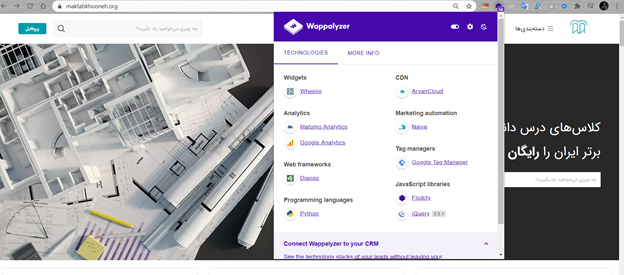 maktabkhooneh.org
Wappalyzer
پروفایل
چه چیزی می‌خواهید یاد بگیرید؟
دسته‌بندی‌ها
TECHNOLOGIES
MORE INFO
Widgets
Wheelio
Analytics
Matomo Analytics
Google Analytics
Web frameworks
Django
Programming languages
Python
CDN
ArvanCloud
Marketing automation
Najva
Tag managers
Google Tag Manager
JavaScript libraries
Flickity
jQuery 3.3.1
کلاس‌های درس
برتر ایران را رایگان
چه چیزی می‌خواهید یاد بگیرید؟
Connect Wappalyzer to your CRM
See the technology stacks of your leads without leaving your